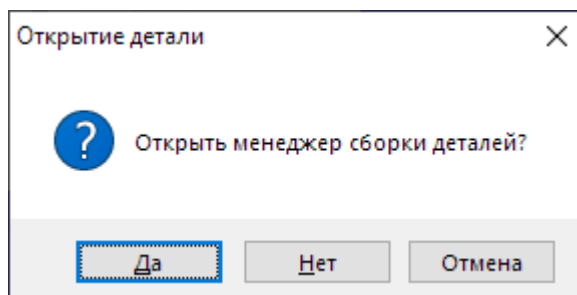 Открытие детали
Открыть менеджер сборки деталей?
Да
Нет
Отмена